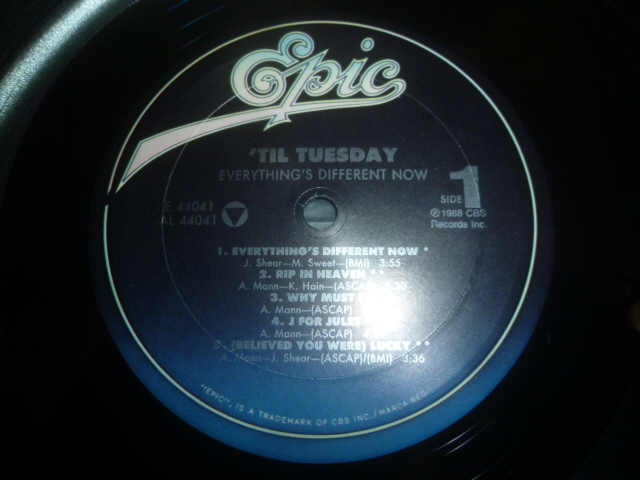 Epic
'TIL TUESDAY
EVERYTHING'S DIFFERENT NOW
E 44041
AL 44041
SIDE 1
℗ 1988 CBS
Records Inc.
1. EVERYTHING'S DIFFERENT NOW *
J. Shear—M. Sweet—(BMI) 3:55
2. RIP IN HEAVEN **
A. Mann—K. Hain—(ASCAP) 3:30
3. WHY MUST
A. Mann—(ASCAP)
4. J FOR JULES
A. Mann—(ASCAP)
5. (BELIEVED YOU WERE) LUCKY **
A. Mann—J. Shear—(ASCAP)/(BMI) 3:36
"EPIC", IS A TRADEMARK OF CBS INC./MARCA REG.